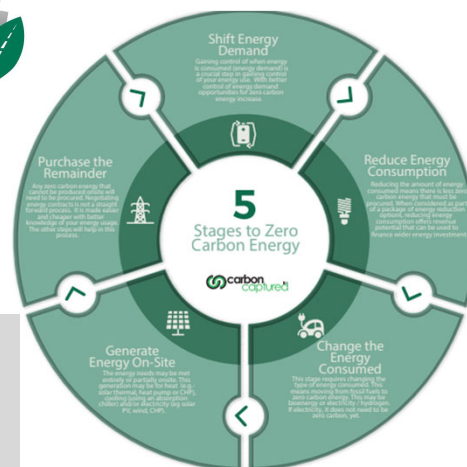 Shift Energy
Demand
Gaining control of when energy
is consumed (energy demand) is
a crucial step in gaining control
of your energy use. With better
control of energy demand
opportunities for zero carbon
energy increase.
Reduce Energy
Consumption
Reducing the amount of energy
consumed means there is less zero
carbon energy that must be
procured. When considered as part
of a package of energy reduction
options, reducing energy
consumption offers revenue
potential that can be used to
finance wider energy investment.
Change the
Energy
Consumed
This stage requires changing the
type of energy consumed. This
means moving from fossil fuels to
zero carbon energy. This may be
bioenergy or electricity / hydrogen.
If electricity, it does not need to be
zero carbon, yet.
Generate
Energy On-Site
The energy needs may be met
entirely or partially onsite. This
generation may be for heat (e.g.
solar thermal, heat pump or CHP),
cooling (using an absorption
chiller) and/or electricity (eg solar
PV, wind, CHP).
Purchase the
Remainder
Any zero carbon energy that
cannot be produced onsite will
need to be procured. Negotiating
energy contracts is not a straight
forward process. It is made easier
and cheaper with better
knowledge of your energy usage.
The other steps will help in this
process.
5
Stages to Zero
Carbon Energy
carbon
captured